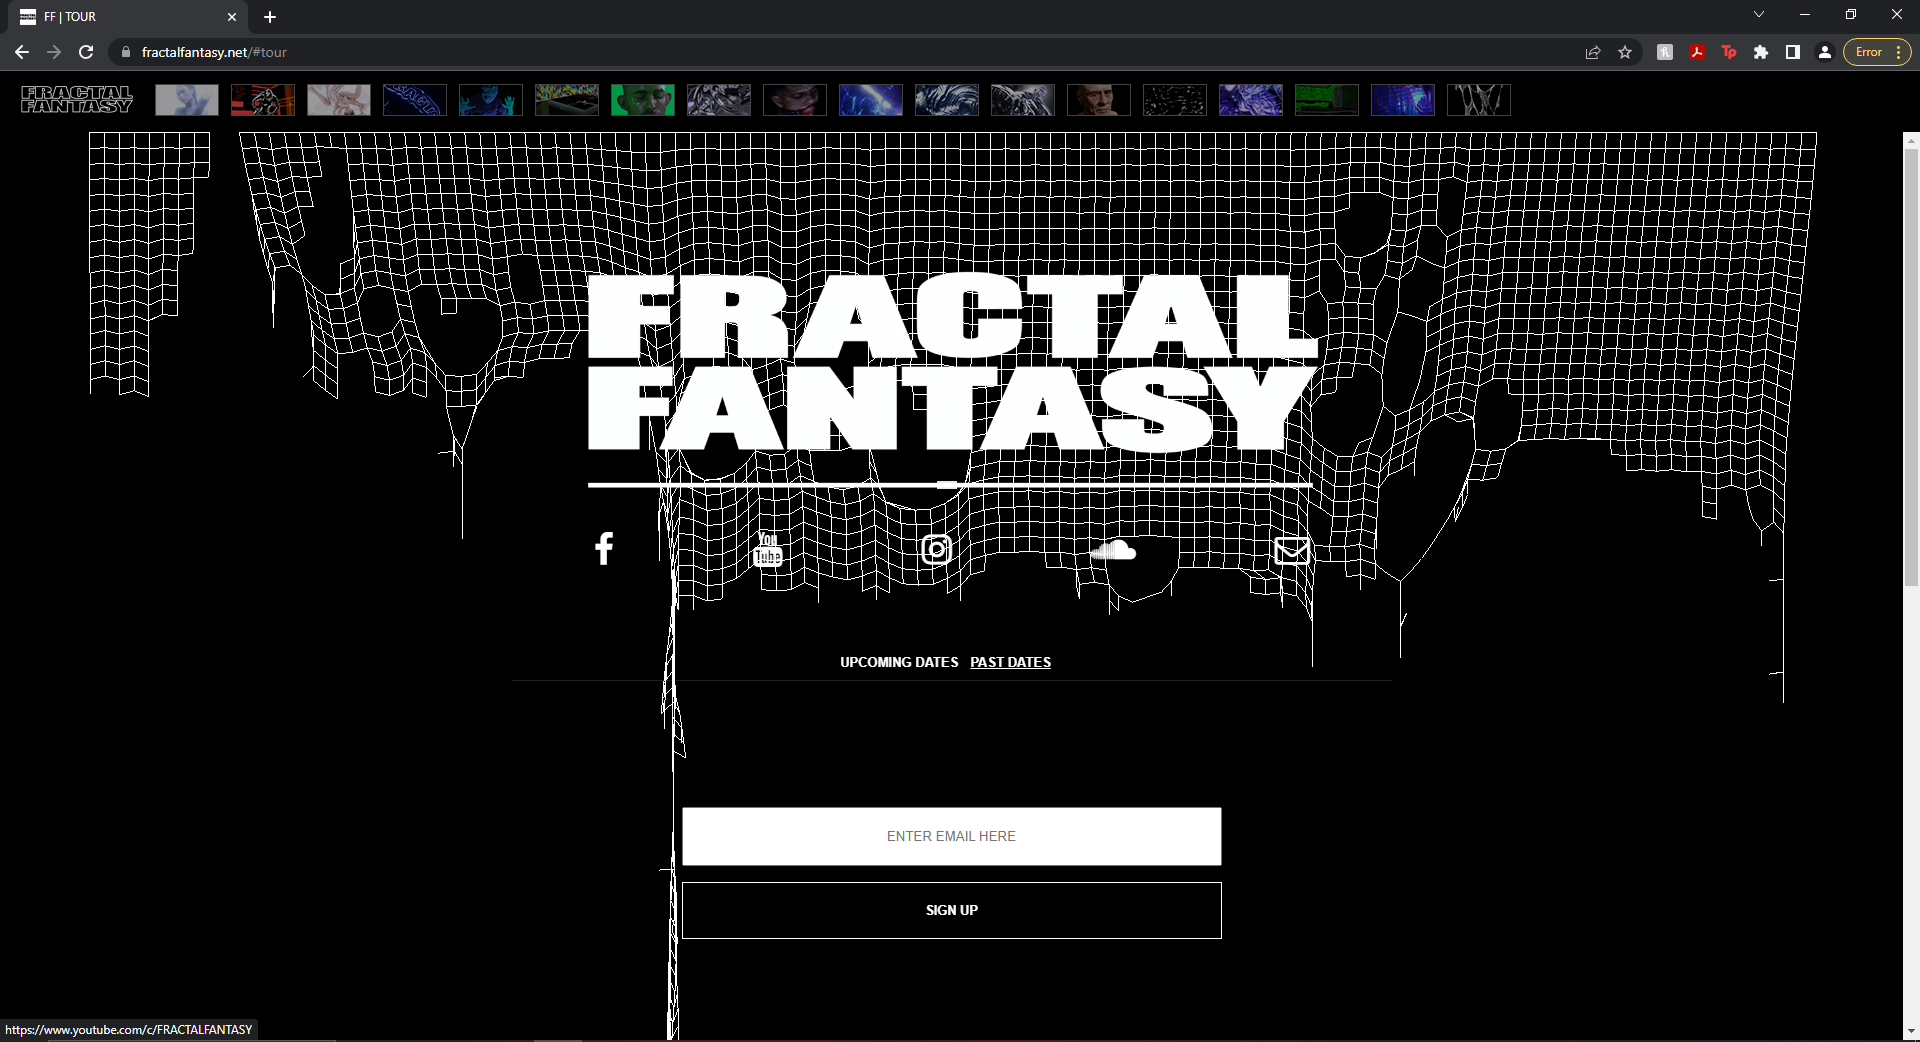 FF | TOUR
fractalfantasy.net/#tour
Error
FRACTAL
FANTASY
FRACTAL
FANTASY
You
Tube
UPCOMING DATES PAST DATES
ENTER EMAIL HERE
SIGN UP
https://www.youtube.com/c/FRACTALFANTASY